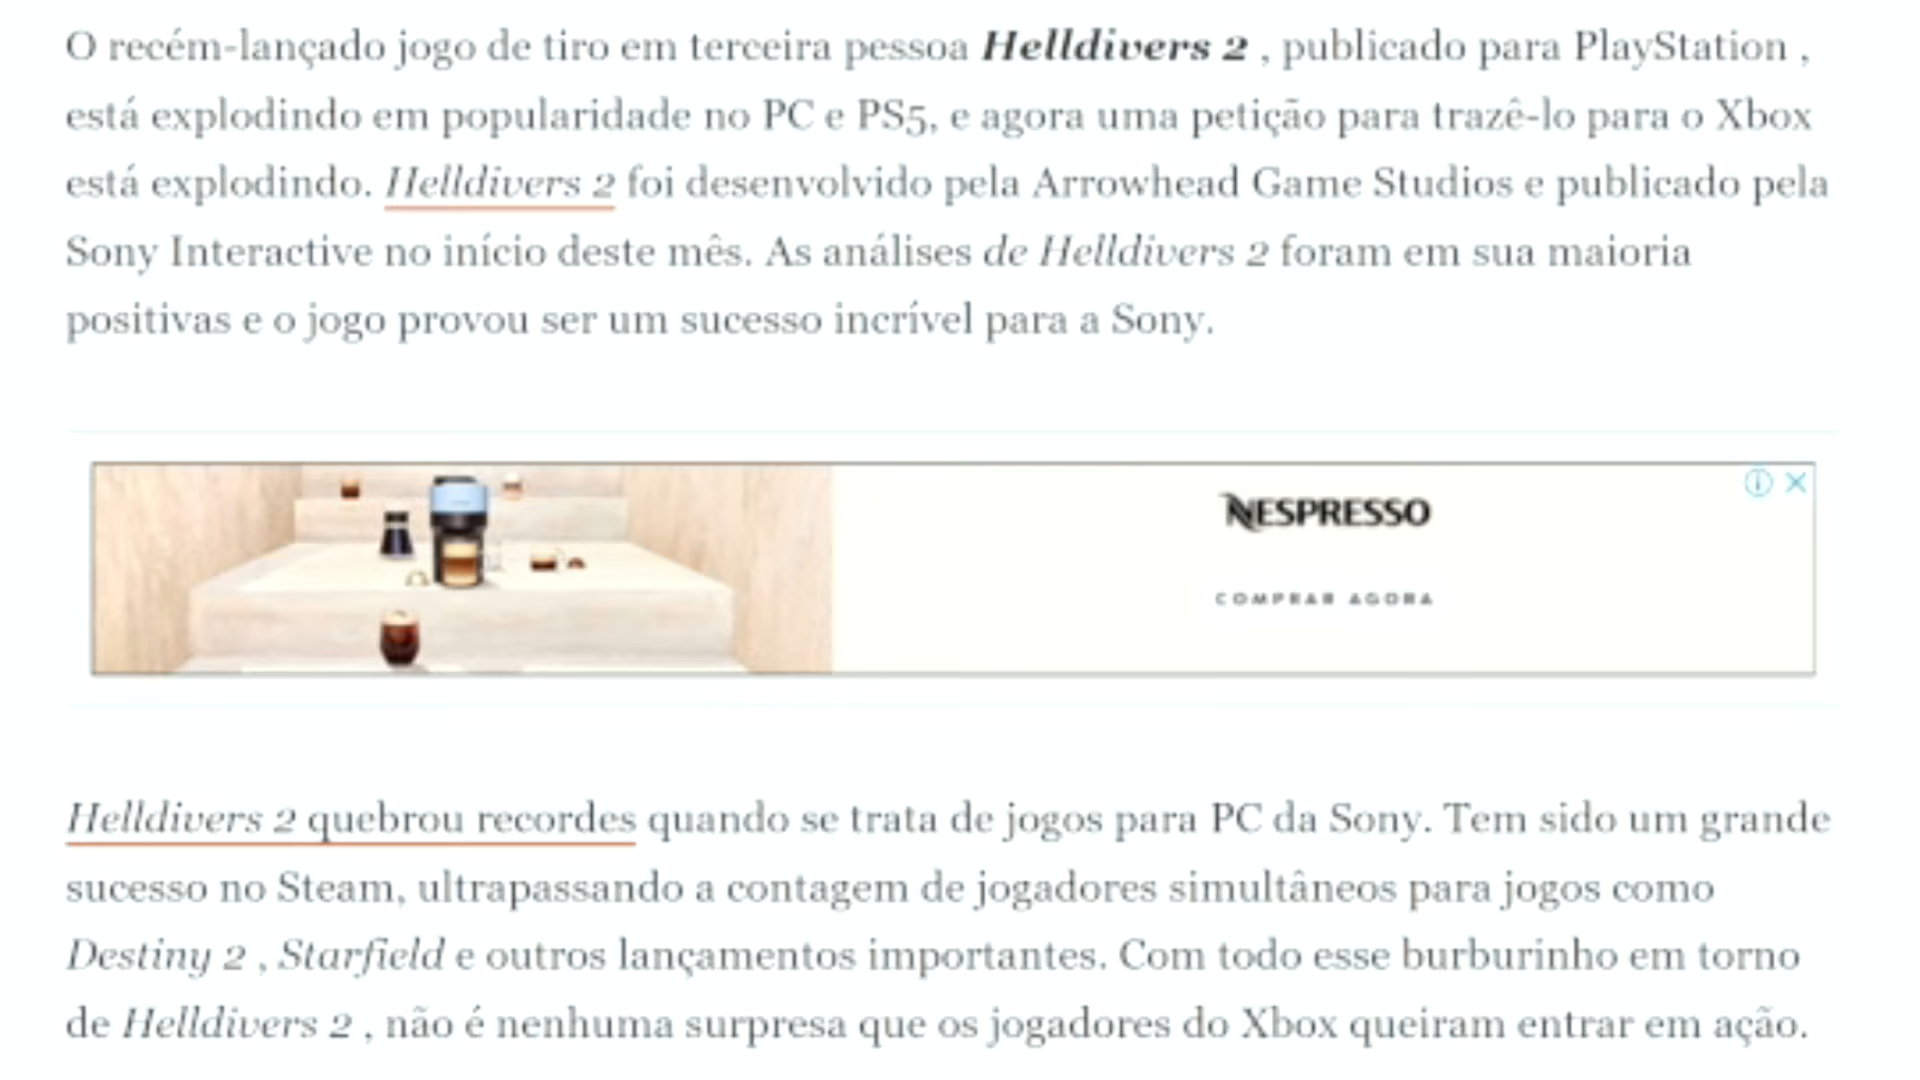 O recém-lançado jogo de tiro em terceira pessoa Helldivers 2 , publicado para PlayStation ,
está explodindo em popularidade no PC e PS5, e agora uma petição para trazê-lo para o Xbox
está explodindo. Helldivers 2 foi desenvolvido pela Arrowhead Game Studios e publicado pela
Sony Interactive no início deste mês. As análises de Helldivers 2 foram em sua maioria
positivas e o jogo provou ser um sucesso incrível para a Sony.
NESPRESSO
COMPRAR AGORA
Helldivers 2 quebrou recordes quando se trata de jogos para PC da Sony. Tem sido um grande
sucesso no Steam, ultrapassando a contagem de jogadores simultâneos para jogos como
Destiny 2 , Starfield e outros lançamentos importantes. Com todo esse burburinho em torno
de Helldivers 2 , não é nenhuma surpresa que os jogadores do Xbox queiram entrar em ação.